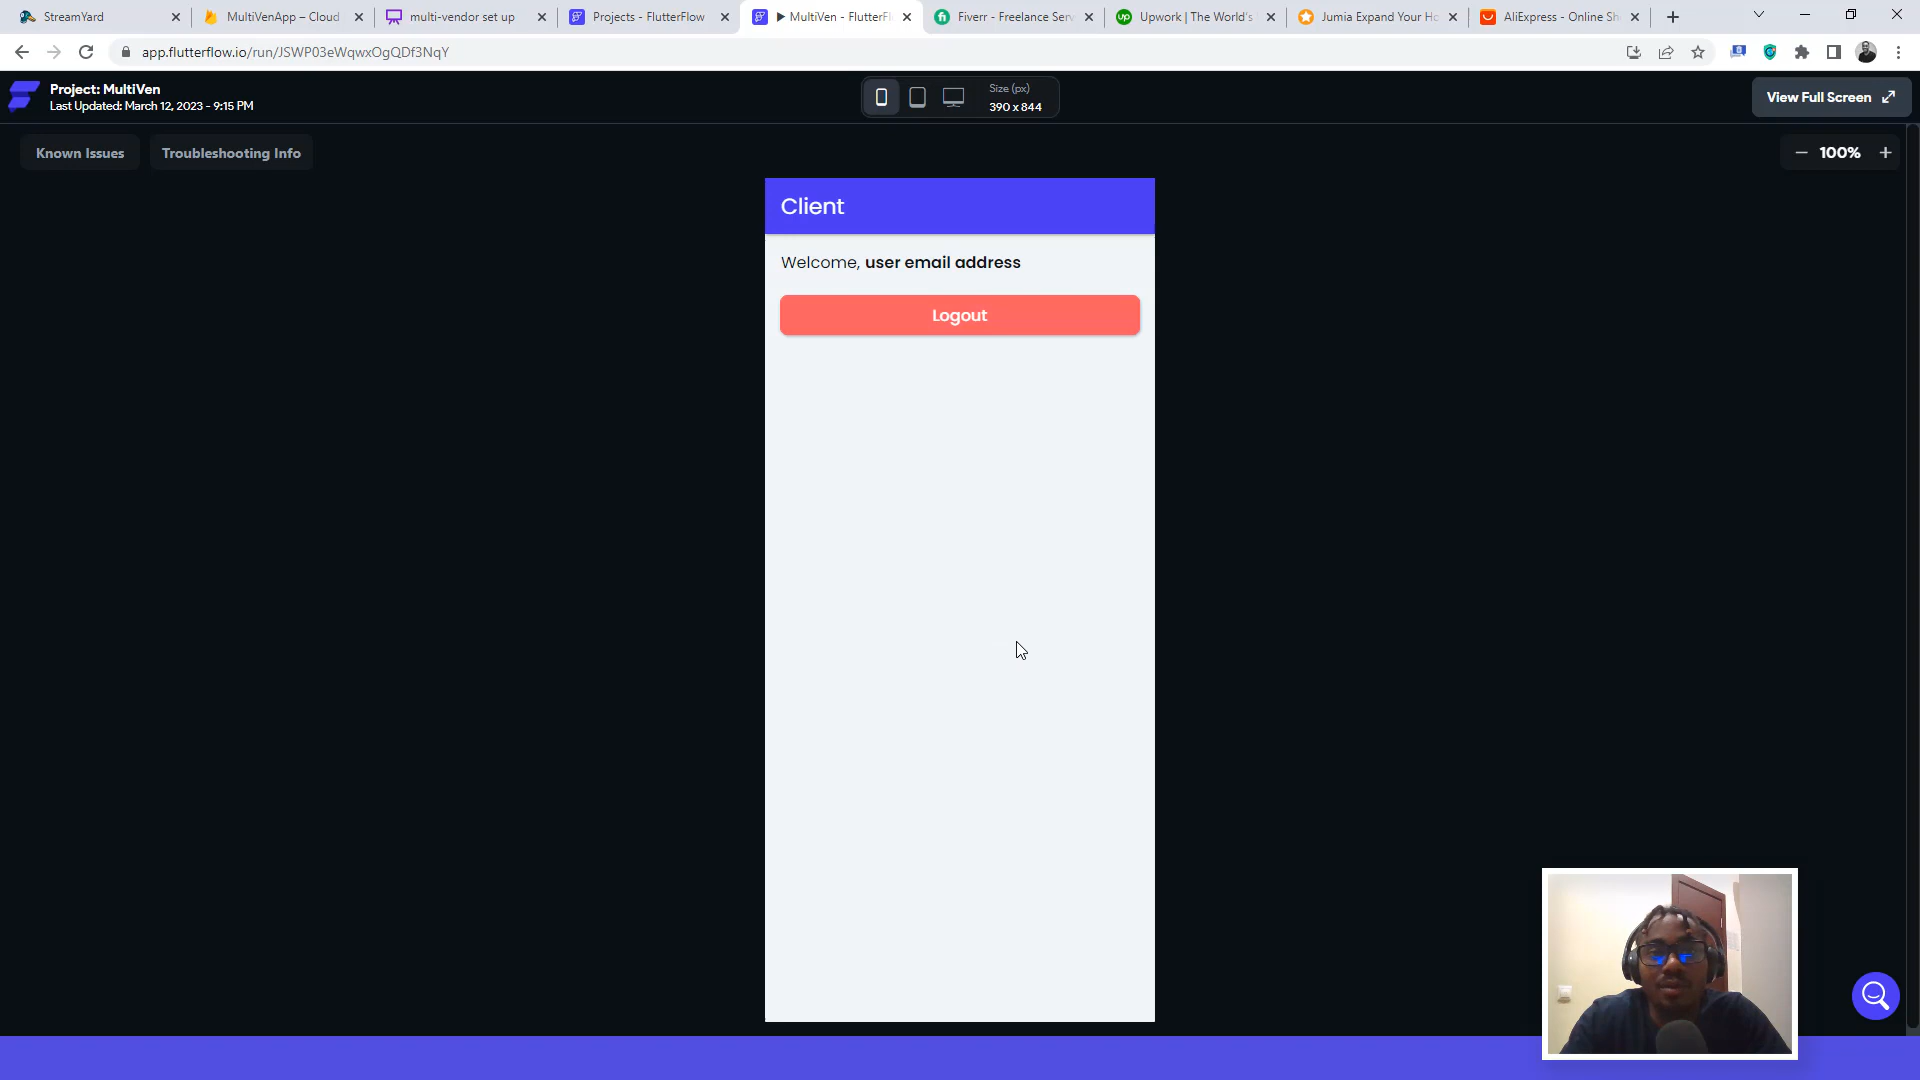 StreamYard
MultiVenApp – Cloud
multi-vendor set up
Projects - FlutterFlow
MultiVen - FlutterFl
Fiverr - Freelance Serv
Upwork | The World's
Jumia Expand Your Ho
AliExpress - Online Sh
app.flutterflow.io/run/JSWP03eWqwxOgQDf3NqY
Project: MultiVen
Last Updated: March 12, 2023 - 9:15 PM
Size (px)
390 x 844
View Full Screen
Known Issues
Troubleshooting Info
100%
Client
Welcome, user email address
Logout